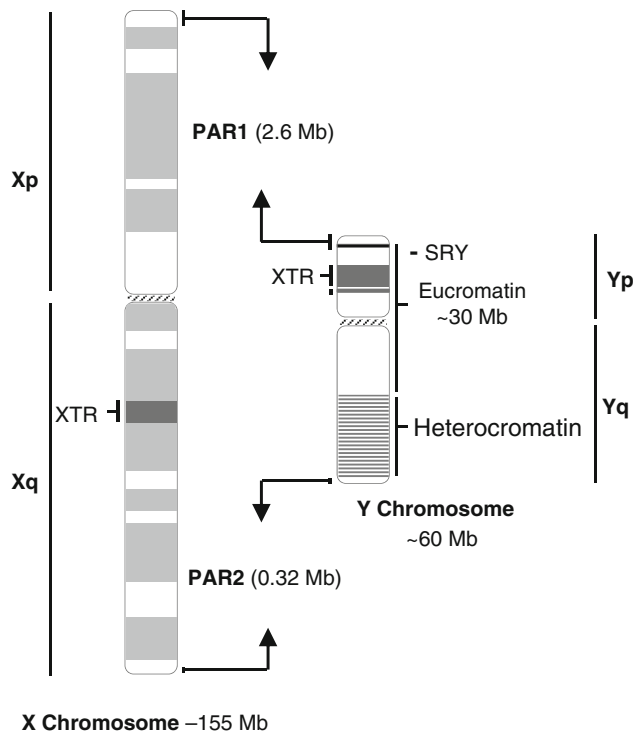 Xp
PAR1 (2.6 Mb)
- SRY
XTR
Eucromatin
~30 Mb
Yp
XTR
Heterocromatin
Yq
Xq
Y Chromosome
~60 Mb
PAR2 (0.32 Mb)
X Chromosome –155 Mb